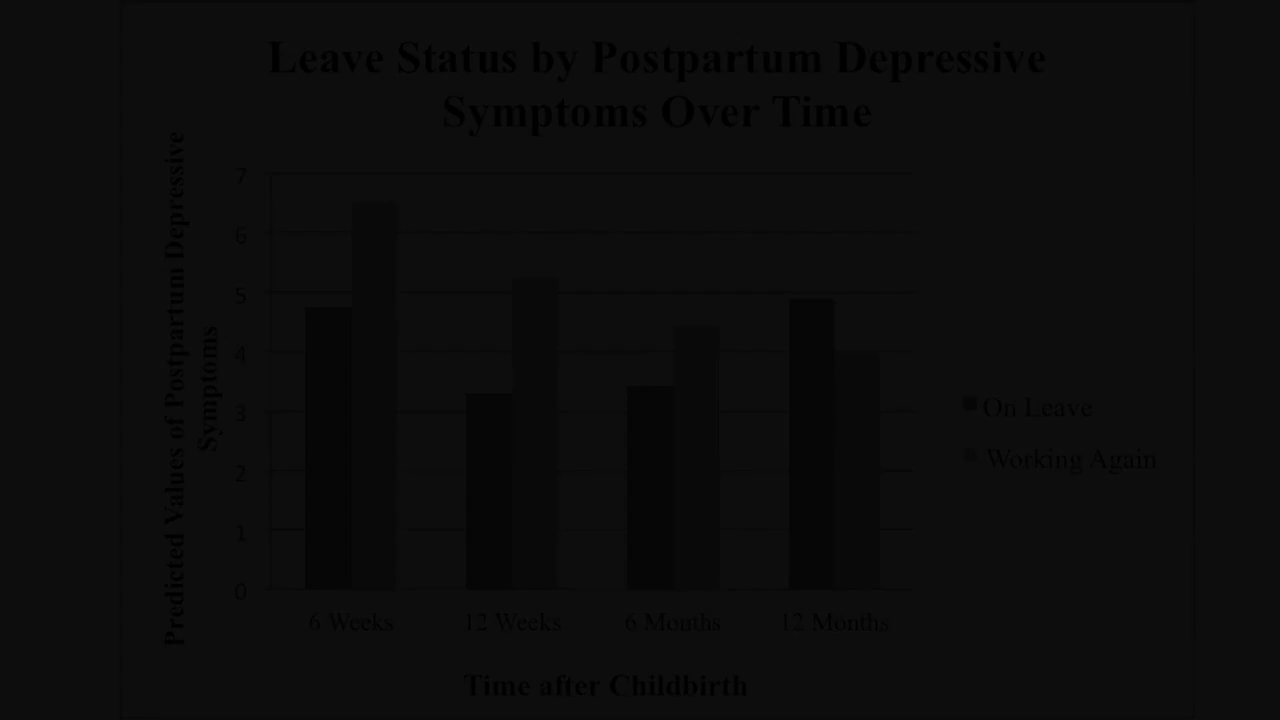 Leave Status by Postpartum Depressive
Symptoms Over Time
Predicted Values of Postpartum Depressive
Symptoms
7
6
5
4
3
2
1
0
6 Weeks
12 Weeks
6 Months
12 Months
Time after Childbirth
On Leave
Working Again